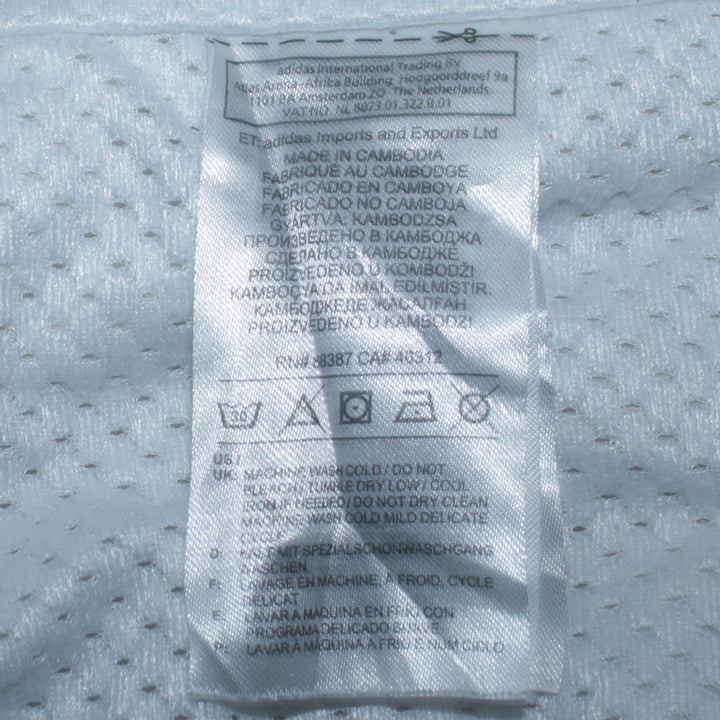 adidas International Trading BV
Atlas Arena - Africa Building, Hoogoorddreef 9a
1101 BA Amsterdam ZO The Netherlands
VAT NO. NL 8073.01.322.B.01
ET: adidas Imports and Exports Ltd
MADE IN CAMBODIA
FABRIQUÉ AU CAMBODGE
FABRICADO EN CAMBOYA
FABRICADO NO CAMBOJA
GYÁRTVA: KAMBODZSA
ПРОИЗВЕДЕНО В КАМБОДЖА
СДЕЛАНО В КАМБОДЖЕ
PROIZVEDENO U KOMBODŽI
KAMBOÇYA'DA İMAL EDİLMİŞTİR.
КАМБОДЖЕДЕ ЖАСАЛҒАН
PROIZVEDENO U KAMBODŽI
RN# 88387 CA# 40312
30
US /
UK: MACHINE WASH COLD / DO NOT
BLEACH / TUMBLE DRY LOW / COOL
IRON IF NEEDED / DO NOT DRY CLEAN
MACHINE WASH COLD MILD DELICATE
CYCLE
D: KALT MIT SPEZIALSCHONWASCHGANG
WASCHEN
F: LAVAGE EN MACHINE, À FROID, CYCLE
DÉLICAT
E: LAVAR A MÁQUINA EN FRÍO CON
PROGRAMA DELICADO SUAVE
P: LAVAR À MÁQUINA A FRIO E NUM CICLO